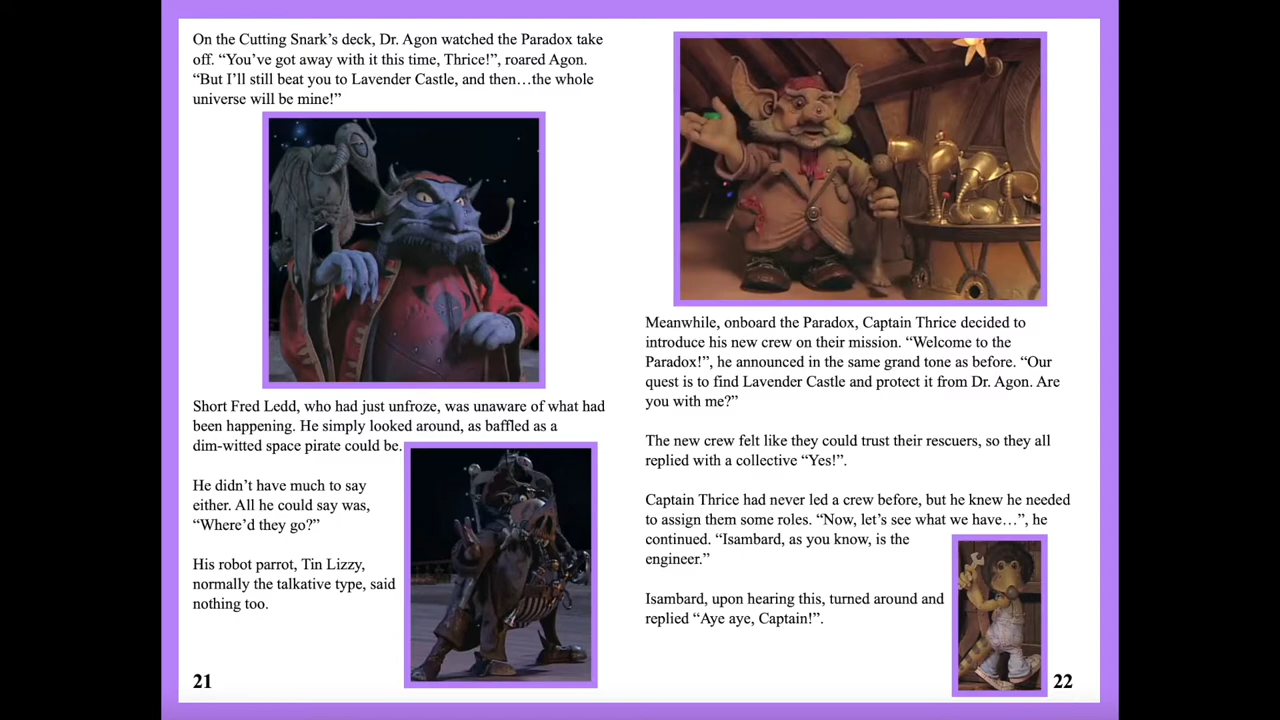 On the Cutting Snark’s deck, Dr. Agon watched the Paradox take
off. “You’ve got away with it this time, Thrice!”, roared Agon.
“But I’ll still beat you to Lavender Castle, and then…the whole
universe will be mine!”
Short Fred Ledd, who had just unfroze, was unaware of what had
been happening. He simply looked around, as baffled as a
dim-witted space pirate could be.
He didn’t have much to say
either. All he could say was,
“Where’d they go?”
His robot parrot, Tin Lizzy,
normally the talkative type, said
nothing too.
21
Meanwhile, onboard the Paradox, Captain Thrice decided to
introduce his new crew on their mission. “Welcome to the
Paradox!”, he announced in the same grand tone as before. “Our
quest is to find Lavender Castle and protect it from Dr. Agon. Are
you with me?”
The new crew felt like they could trust their rescuers, so they all
replied with a collective “Yes!”.
Captain Thrice had never led a crew before, but he knew he needed
to assign them some roles. “Now, let’s see what we have…”, he
continued. “Isambard, as you know, is the
engineer.”
Isambard, upon hearing this, turned around and
replied “Aye aye, Captain!”.
22